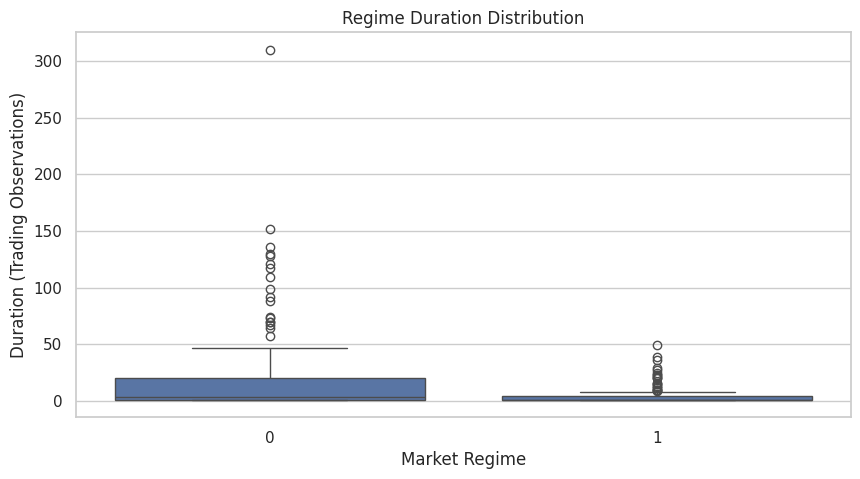 Regime Duration Distribution
Duration (Trading Observations)
300
250
200
150
100
50
0
0 1
Market Regime